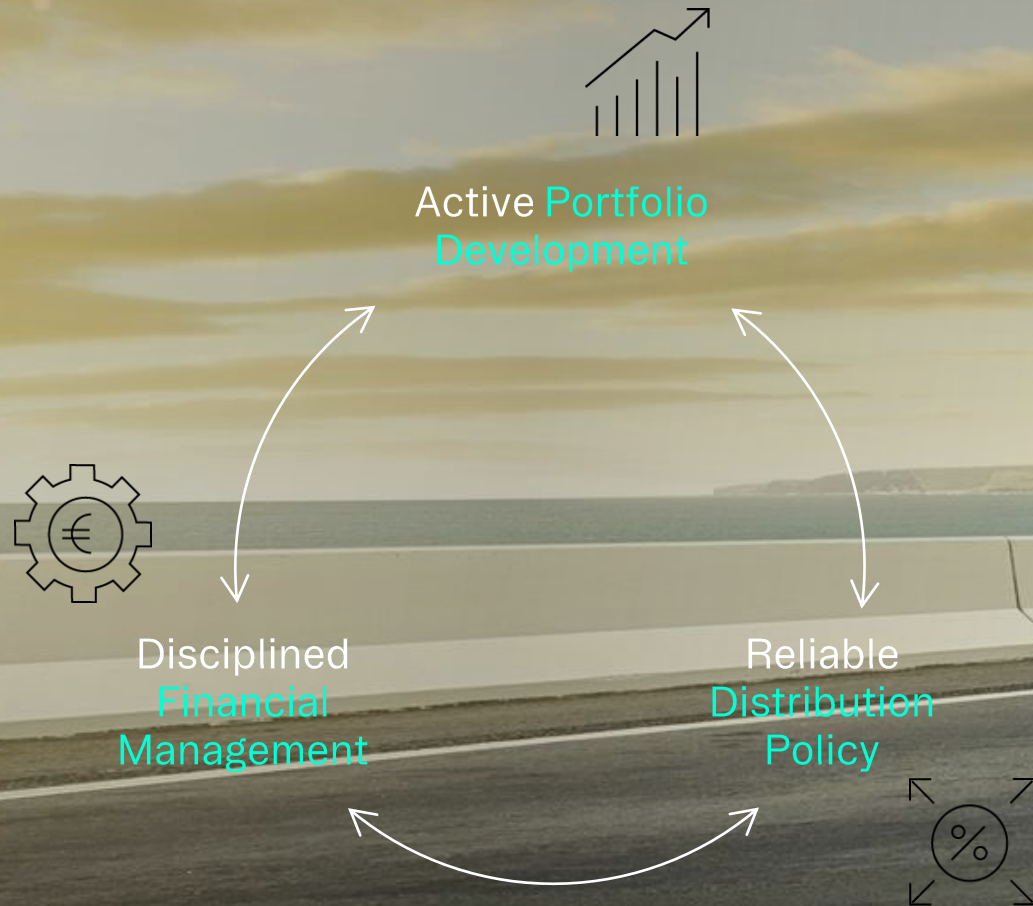 Active Portfolio
Development
€
Disciplined
Financial
Management
Reliable
Distribution
Policy
%